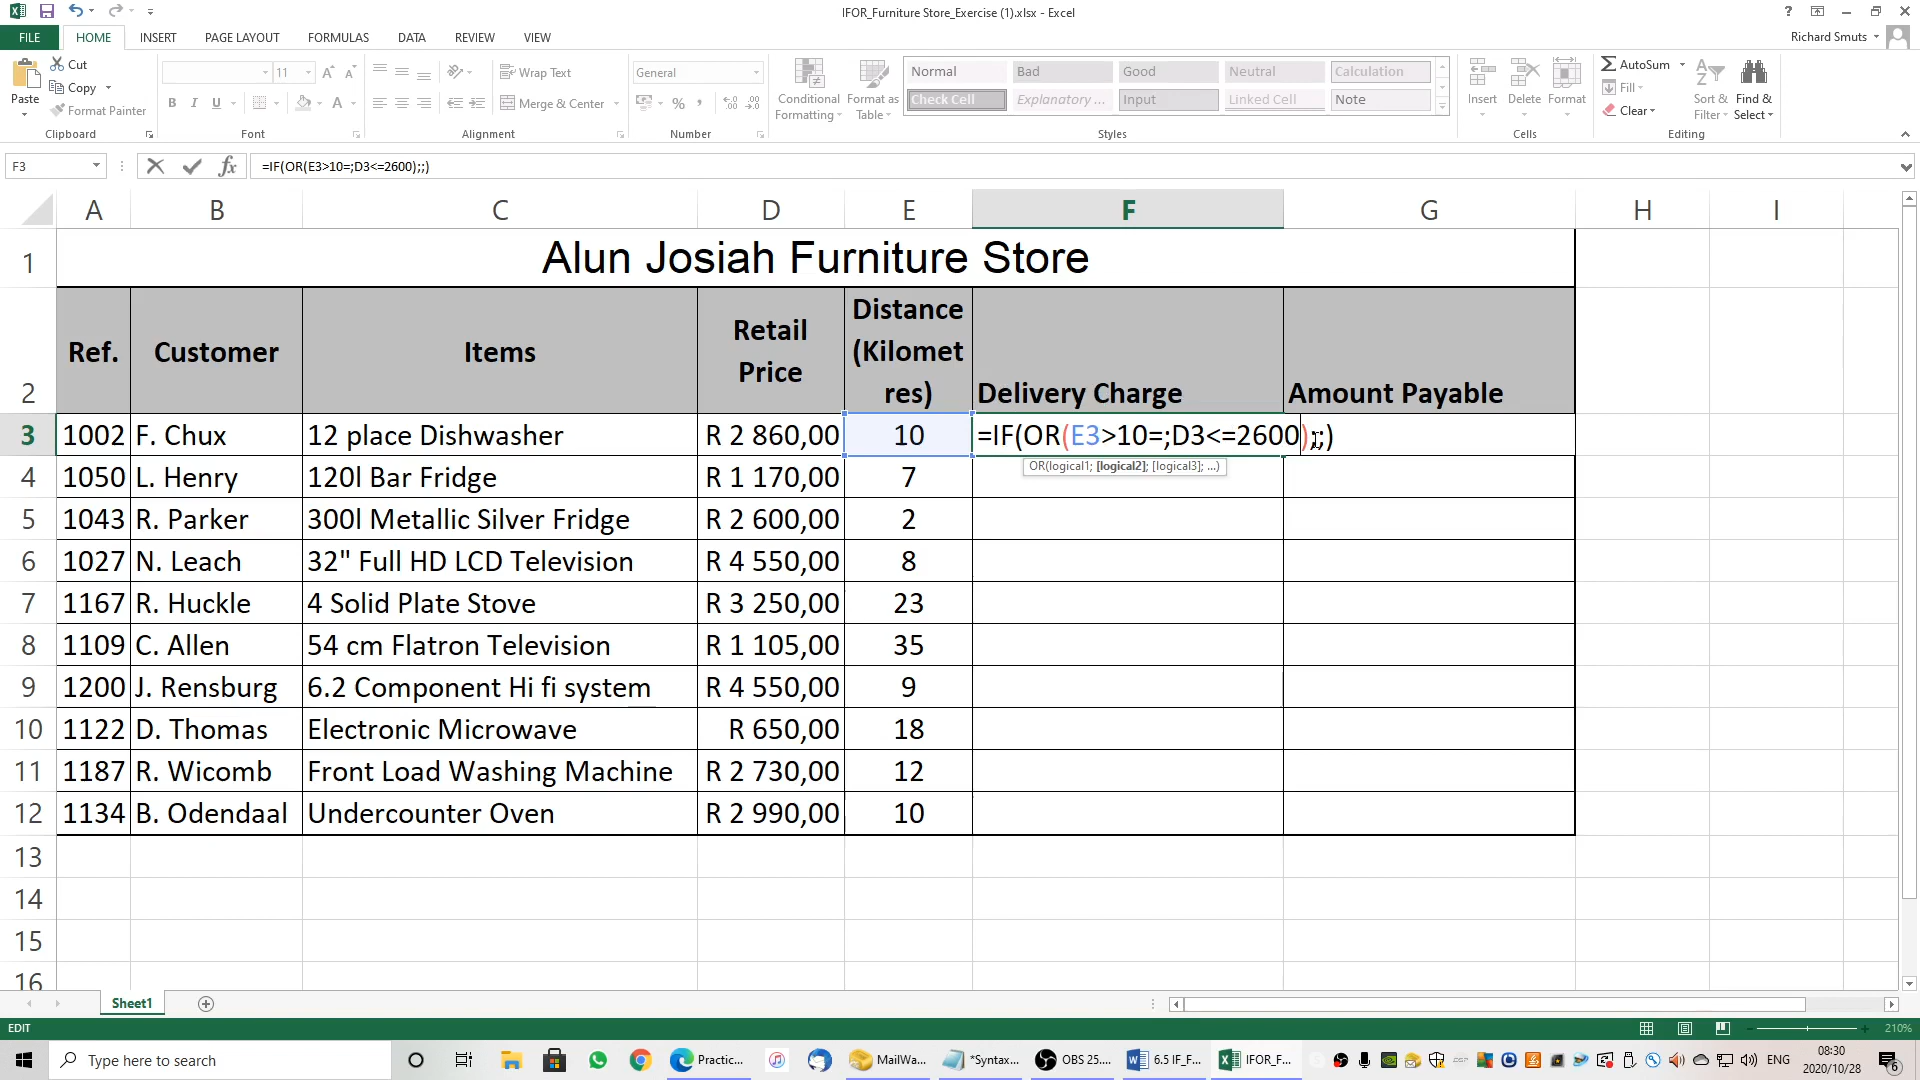 IFOR_Furniture Store_Exercise (1).xlsx - Excel
FILE HOME INSERT PAGE LAYOUT FORMULAS DATA REVIEW VIEW
Richard Smuts
Paste
Cut
Copy
Format Painter
Clipboard
11
B I U
Font
Wrap Text
Merge & Center
Alignment
General
%
Number
Conditional Formatting
Format as Table
Normal Bad Good Neutral Calculation
Check Cell Explanatory ... Input Linked Cell Note
Styles
Insert Delete Format
Cells
AutoSum
Fill
Clear
Sort & Filter
Find & Select
Editing
F3
=IF(OR(E3>10=;D3<=2600);;)
A B C D E F G H I
1 Alun Josiah Furniture Store
2 Ref. Customer Items Retail Price Distance (Kilometres) Delivery Charge Amount Payable
3 1002 F. Chux 12 place Dishwasher R 2 860,00 10 =IF(OR(E3>10=;D3<=2600);;)
OR(logical1; [logical2]; [logical3]; ...)
4 1050 L. Henry 120l Bar Fridge R 1 170,00 7
5 1043 R. Parker 300l Metallic Silver Fridge R 2 600,00 2
6 1027 N. Leach 32" Full HD LCD Television R 4 550,00 8
7 1167 R. Huckle 4 Solid Plate Stove R 3 250,00 23
8 1109 C. Allen 54 cm Flatron Television R 1 105,00 35
9 1200 J. Rensburg 6.2 Component Hi fi system R 4 550,00 9
10 1122 D. Thomas Electronic Microwave R 650,00 18
11 1187 R. Wicomb Front Load Washing Machine R 2 730,00 12
12 1134 B. Odendaal Undercounter Oven R 2 990,00 10
13
14
15
16
Sheet1
EDIT
210%
Type here to search
Practic...
MailWa...
*Syntax...
OBS 25....
6.5 IF_F...
IFOR_F...
ENG
08:30
2020/10/28
6